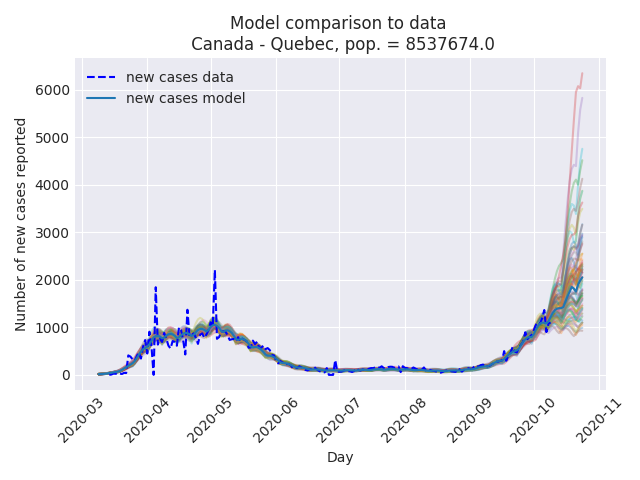 Model comparison to data
Canada - Quebec, pop. = 8537674.0
new cases data
new cases model
Number of new cases reported
6000
5000
4000
3000
2000
1000
0
2020-03
2020-04
2020-05
2020-06
2020-07
2020-08
2020-09
2020-10
2020-11
Day